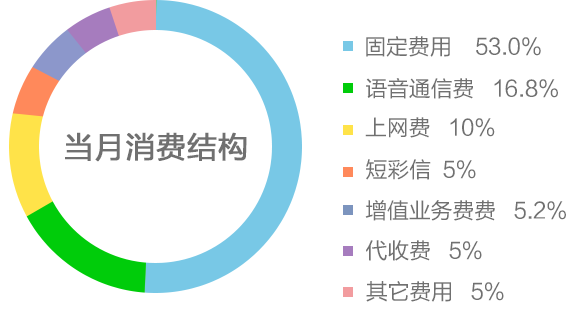 当月消费结构
固定费用 53.0%
语音通信费 16.8%
上网费 10%
短彩信 5%
增值业务费费 5.2%
代收费 5%
其它费用 5%